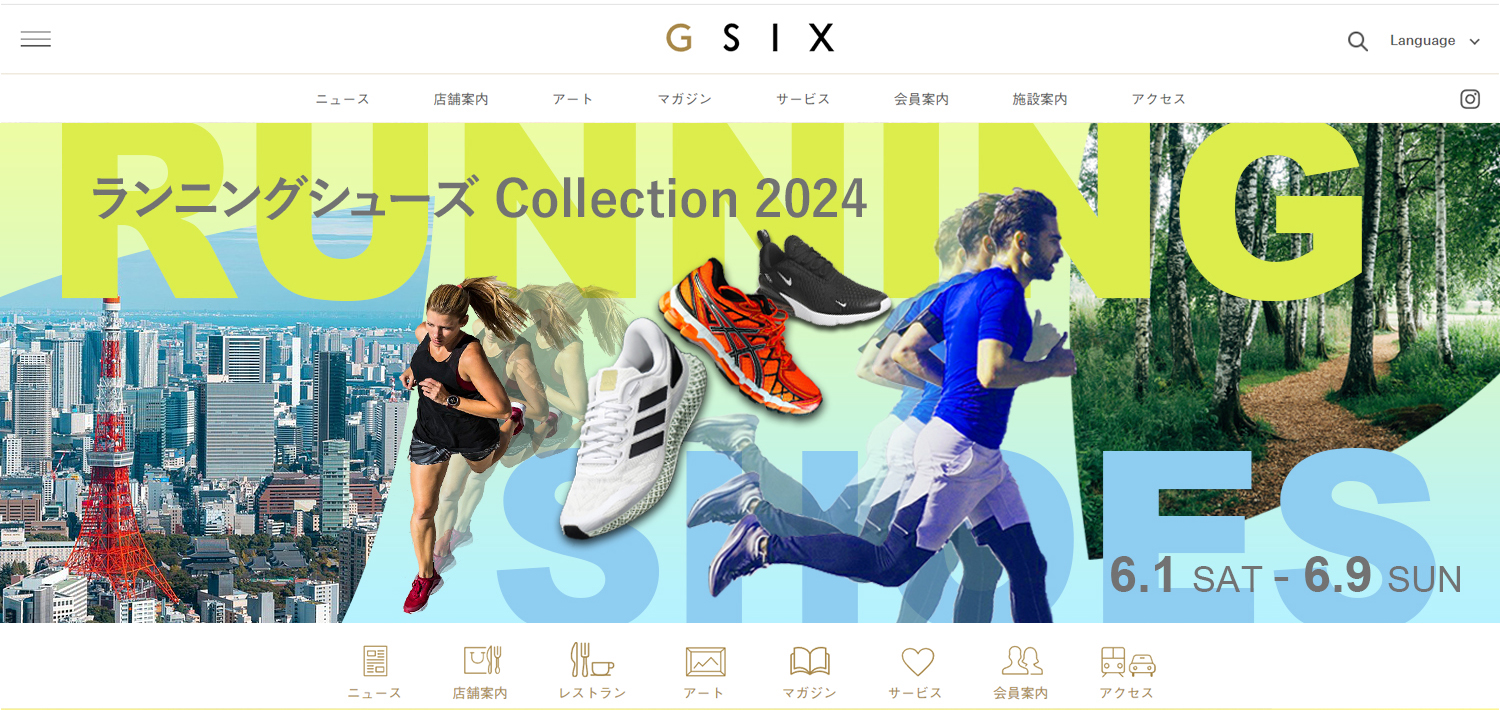 G SIX
Language
ニュース 店舗案内 アート マガジン サービス 会員案内 施設案内 アクセス
RUNNING
ランニングシューズ Collection 2024
SHOES
6.1 SAT - 6.9 SUN
ニュース 店舗案内 レストラン アート マガジン サービス 会員案内 アクセス